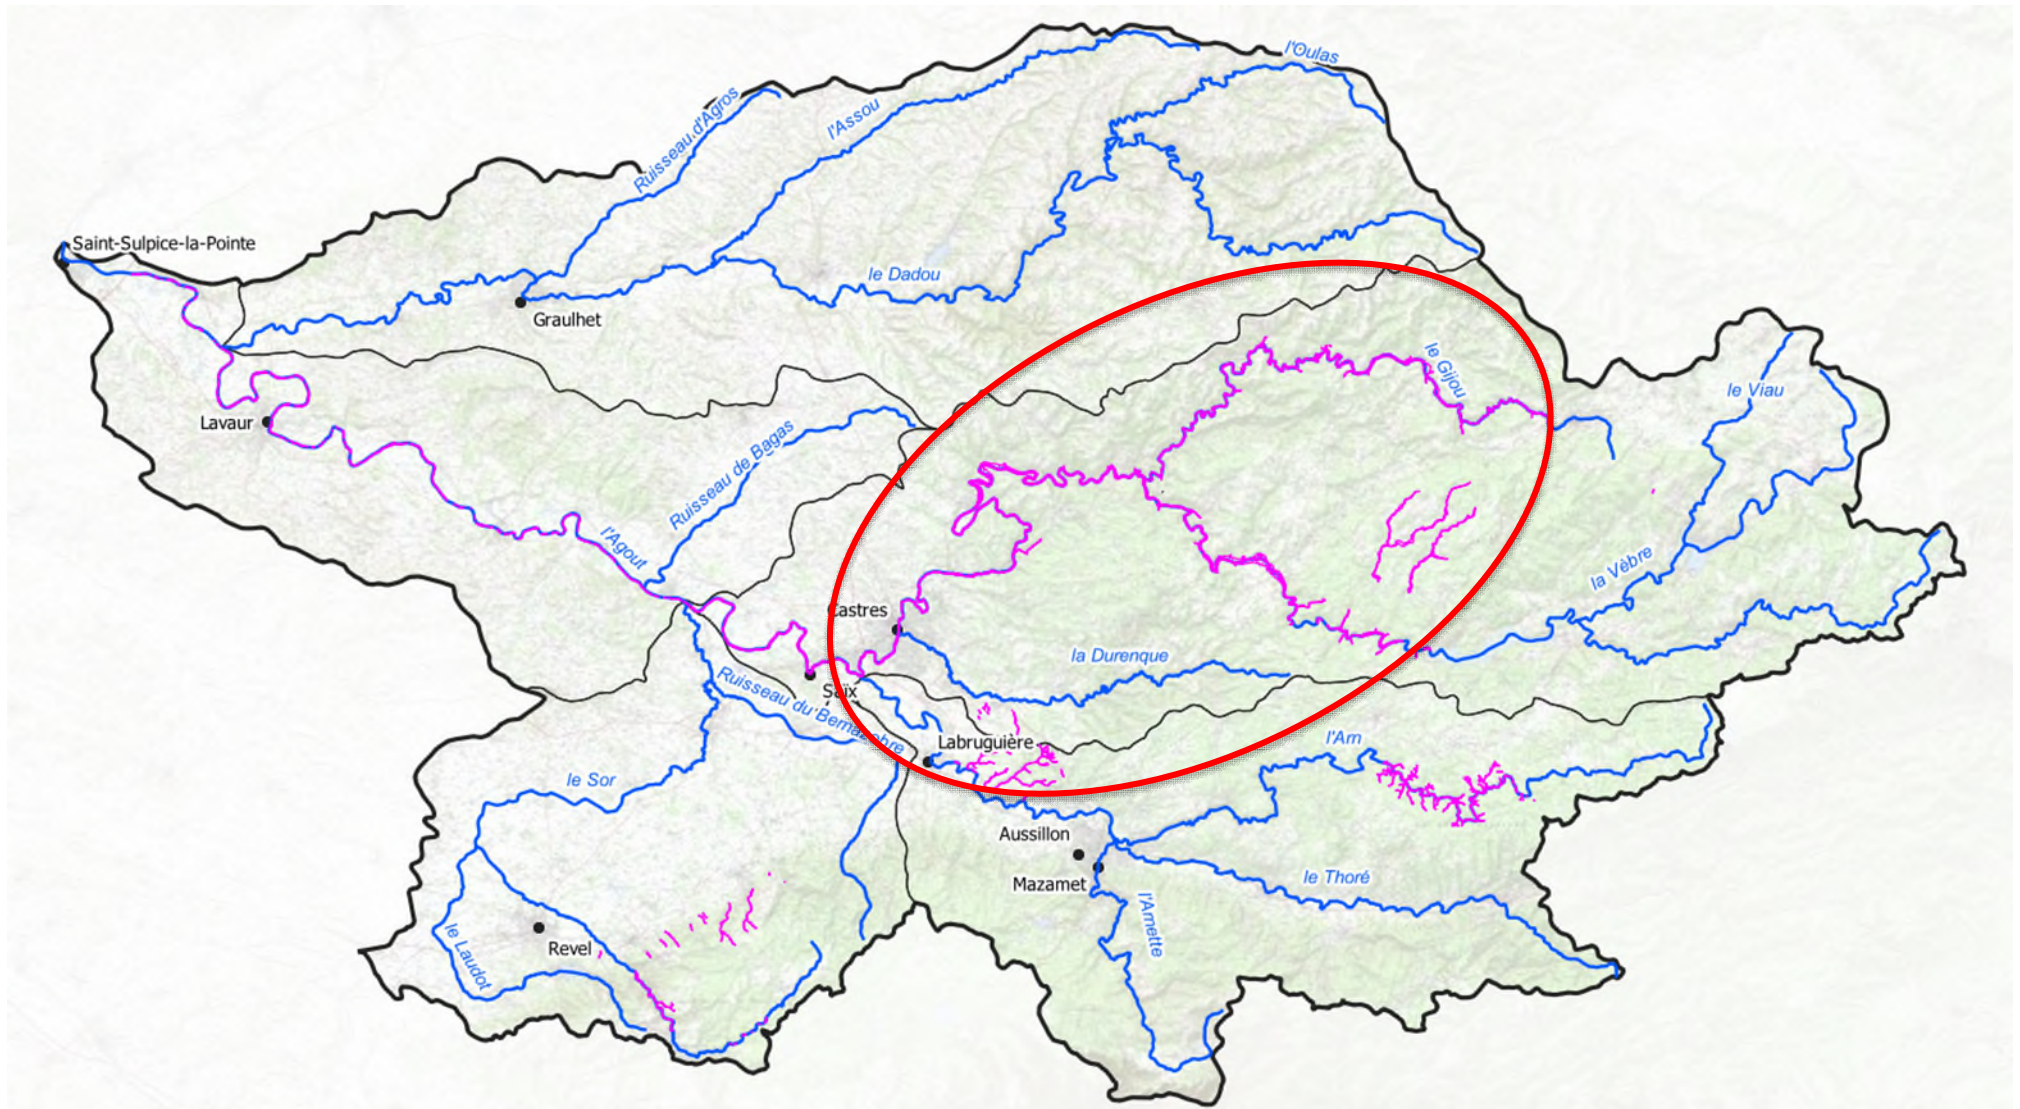 l'Oulas
Ruisseau d'Agros
l'Assou
Saint-Sulpice-la-Pointe
le Dadou
Graulhet
le Gijou
le Viau
Lavaur
Ruisseau de Bagas
l'Agout
la Vèbre
Castres
la Durenque
Saïx
Ruisseau du Bernazobre
Labruguière
l'Arn
le Sor
Aussillon
Mazamet
le Thoré
l'Arnette
Revel
le Laudot